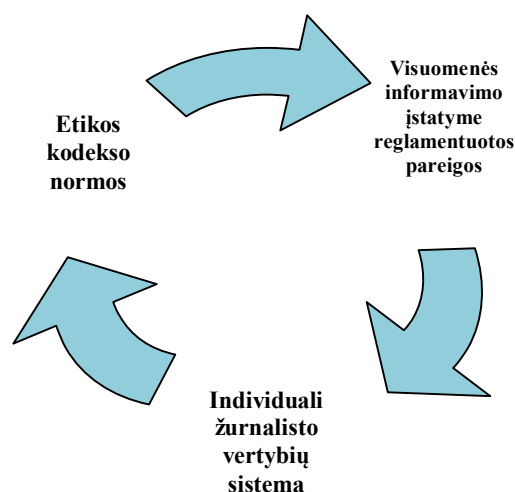 Etikos
kodekso
normos
Visuomenės
informavimo
įstatyme
reglamentuotos
pareigos
Individuali
žurnalisto
vertybių
sistema